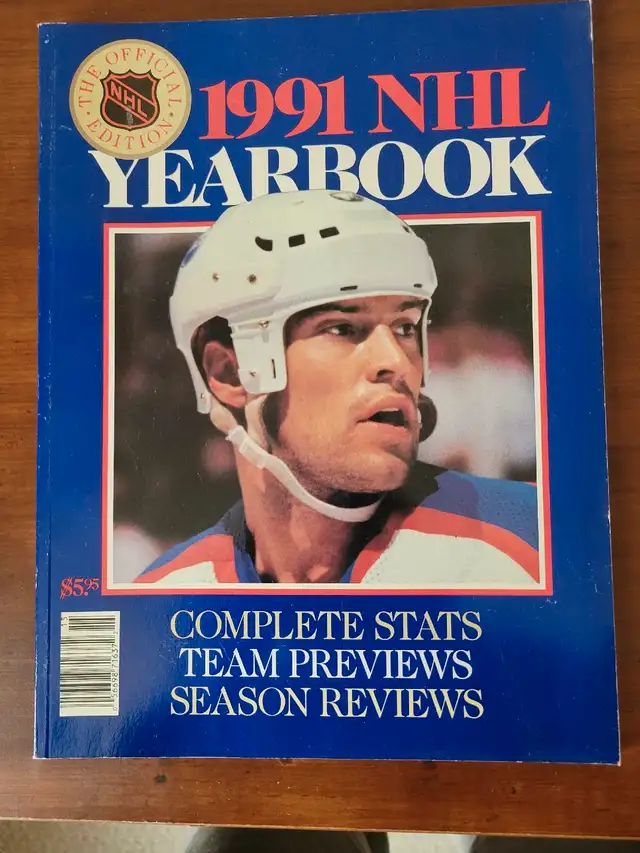 THE OFFICIAL EDITION
NHL
1991 NHL
YEARBOOK
$5.95
COMPLETE STATS
TEAM PREVIEWS
SEASON REVIEWS